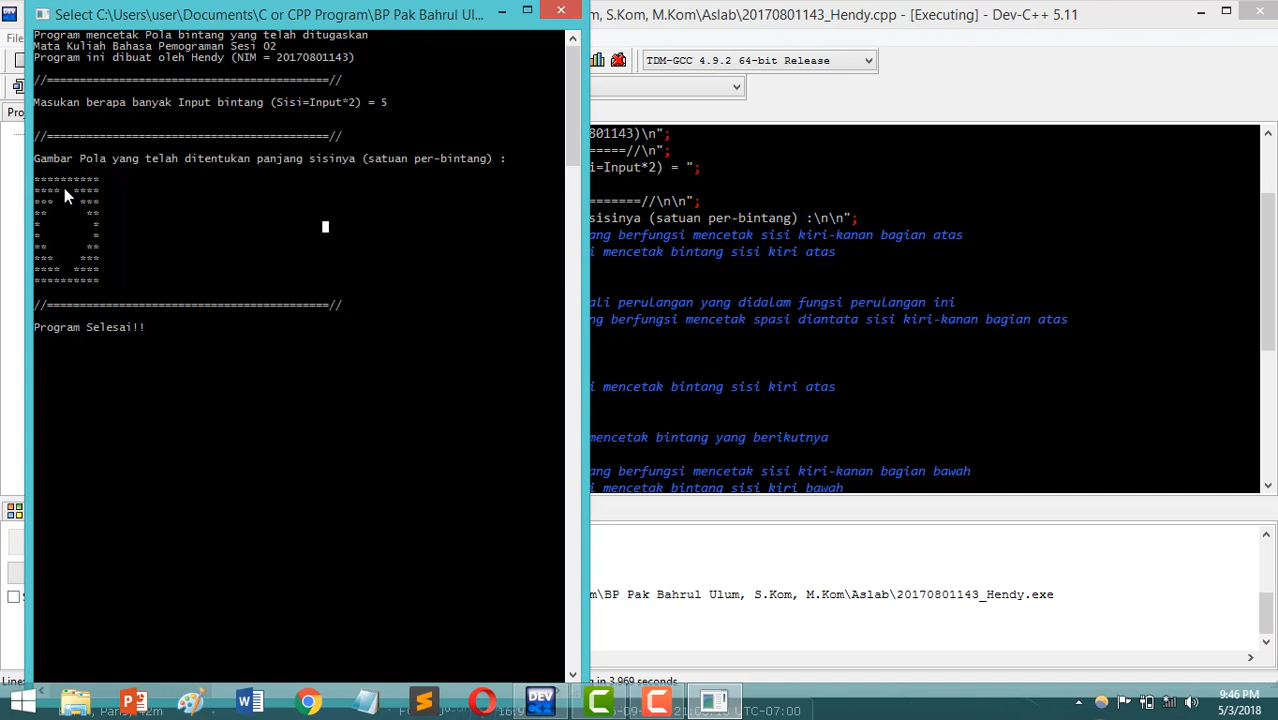 Select C:\Users\user\Documents\C or CPP Program\BP Pak Bahrul Ul...
m, S.Kom, M.Kom\Aslab\20170801143_Hendy.cpp - [Executing] - Dev-C++ 5.11
File
TDM-GCC 4.9.2 64-bit Release
Program mencetak Pola bintang yang telah ditugaskan
Mata Kuliah Bahasa Pemograman Sesi 02
Program ini dibuat oleh Hendy (NIM = 20170801143)
//===========================================//
Masukan berapa banyak Input bintang (Sisi=Input*2) = 5
//===========================================//
Gambar Pola yang telah ditentukan panjang sisinya (satuan per-bintang) :
**********
****  ****
***    ***
**      **
*        *
*        *
**      **
***    ***
****  ****
**********
//===========================================//
Program Selesai!!
801143)\n";
=====//\n";
i=Input*2) = ";
=======//\n\n";
sisinya (satuan per-bintang) :\n\n";
ang berfungsi mencetak sisi kiri-kanan bagian atas
i mencetak bintang sisi atas
ali perulangan yang didalam fungsi perulangan ini
ng berfungsi mencetak spasi diantata sisi kiri-kanan bagian atas
i mencetak bintang sisi kiri atas
mencetak bintang yang berikutnya
ang berfungsi mencetak sisi kiri-kanan bagian bawah
i mencetak bintang sisi kiri bawah
m\BP Pak Bahrul Ulum, S.Kom, M.Kom\Aslab\20170801143_Hendy.exe
in 3.969 seconds
9:46 PM
5/3/2018